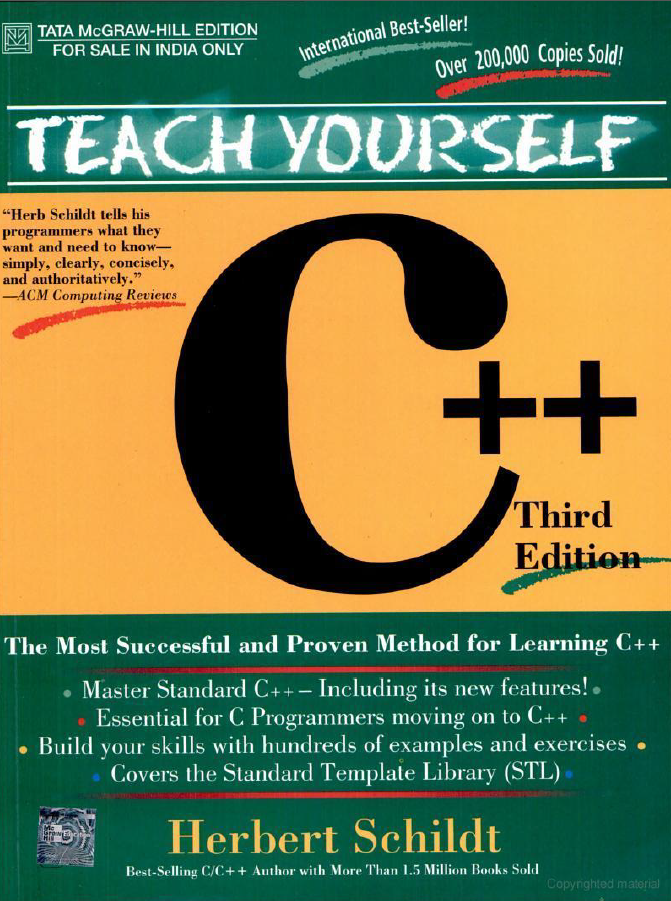 TATA McGRAW-HILL EDITION
FOR SALE IN INDIA ONLY
International Best-Seller!
Over 200,000 Copies Sold!
TEACH YOURSELF
“Herb Schildt tells his
programmers what they
want and need to know—
simply, clearly, concisely,
and authoritatively.”
—ACM Computing Reviews
C++
Third
Edition
The Most Successful and Proven Method for Learning C++
• Master Standard C++ – Including its new features! •
• Essential for C Programmers moving on to C++ •
• Build your skills with hundreds of examples and exercises •
• Covers the Standard Template Library (STL) •
Herbert Schildt
Best-Selling C/C++ Author with More Than 1.5 Million Books Sold
Copyrighted material